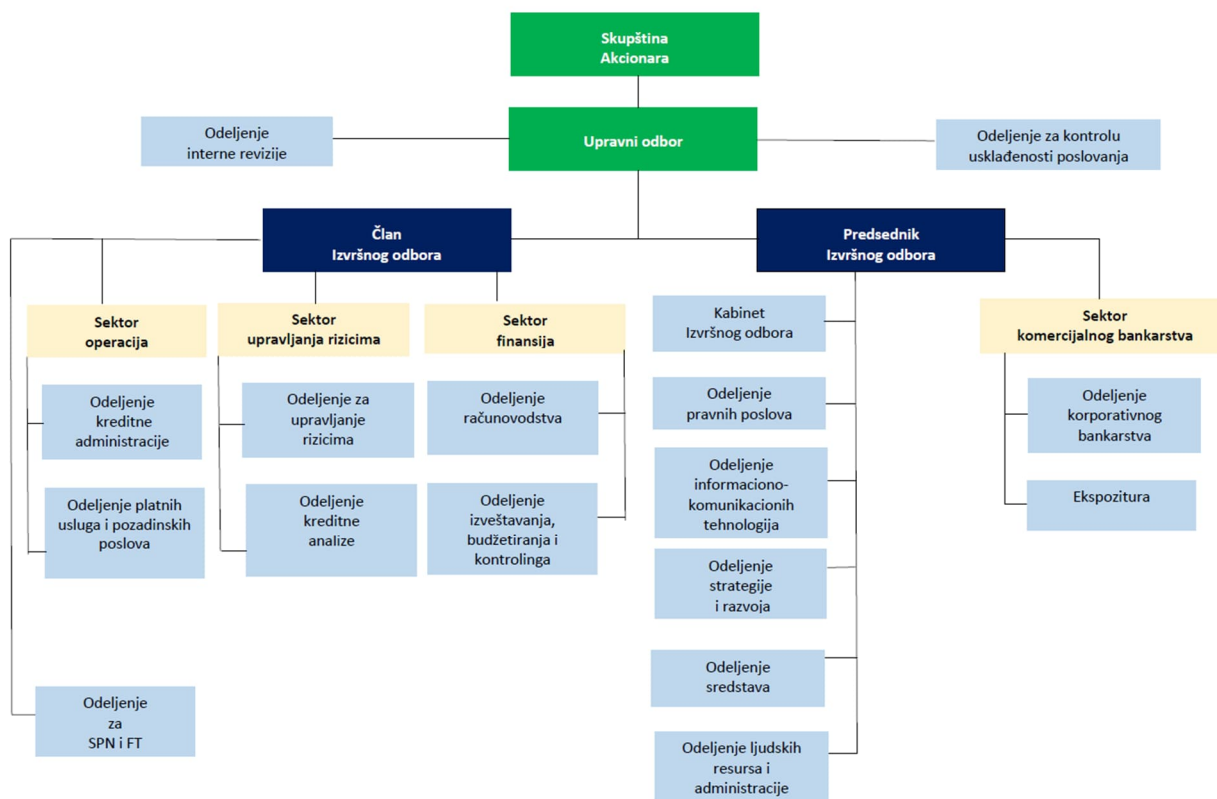 Skupština
Akcionara
Odeljenje
interne revizije
Upravni odbor
Odeljenje za kontrolu
usklađenosti poslovanja
Član
Izvršnog odbora
Predsednik
Izvršnog odbora
Sektor
operacija
Sektor
upravljanja rizicima
Sektor
finansija
Kabinet
Izvršnog odbora
Sektor
komercijalnog bankarstva
Odeljenje
kreditne
administracije
Odeljenje za
upravljanje
rizicima
Odeljenje
računovodstva
Odeljenje
pravnih poslova
Odeljenje
korporativnog
bankarstva
Odeljenje platnih
usluga i pozadinskih
poslova
Odeljenje
kreditne
analize
Odeljenje
izveštavanja,
budžetiranja i
kontrolinga
Odeljenje
informaciono-
komunikacionih
tehnologija
Ekspozitura
Odeljenje
strategije
i razvoja
Odeljenje
sredstava
Odeljenje
za
SPN i FT
Odeljenje ljudskih
resursa i
administracije